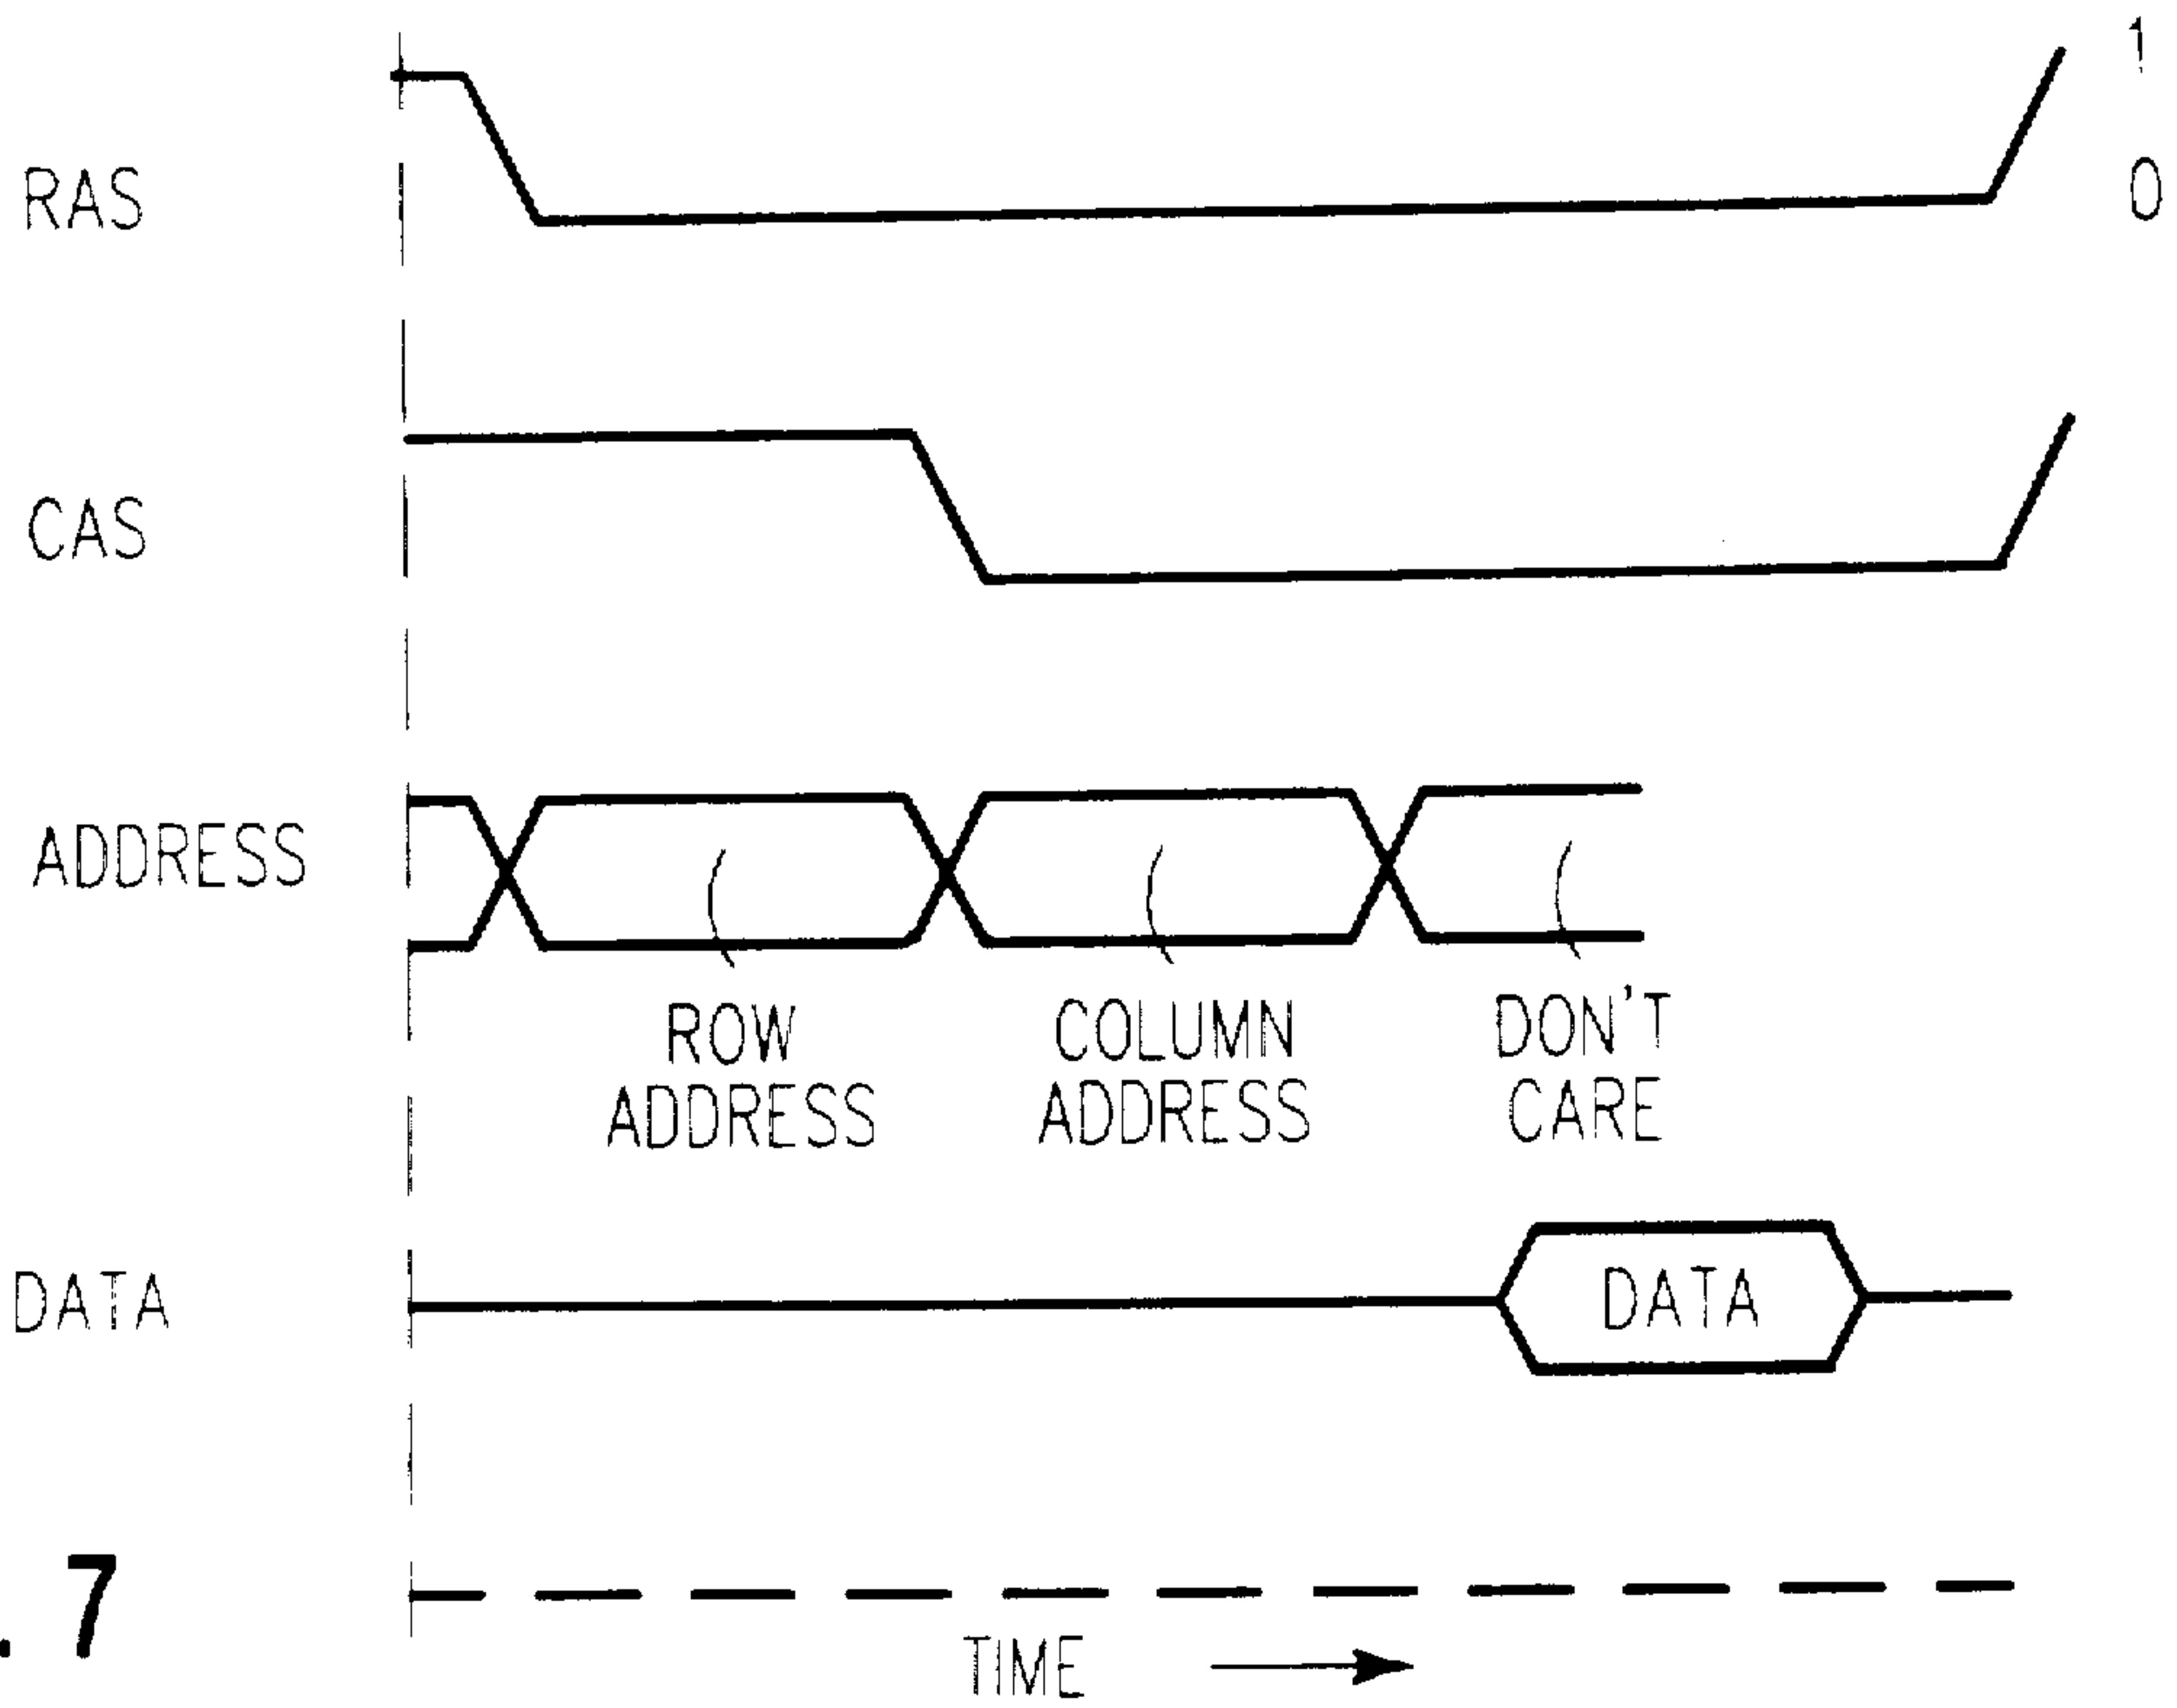 1
RAS
0
CAS
ADDRESS
ROW
ADDRESS
COLUMN
ADDRESS
DON'T
CARE
DATA
DATA
. 7
TIME